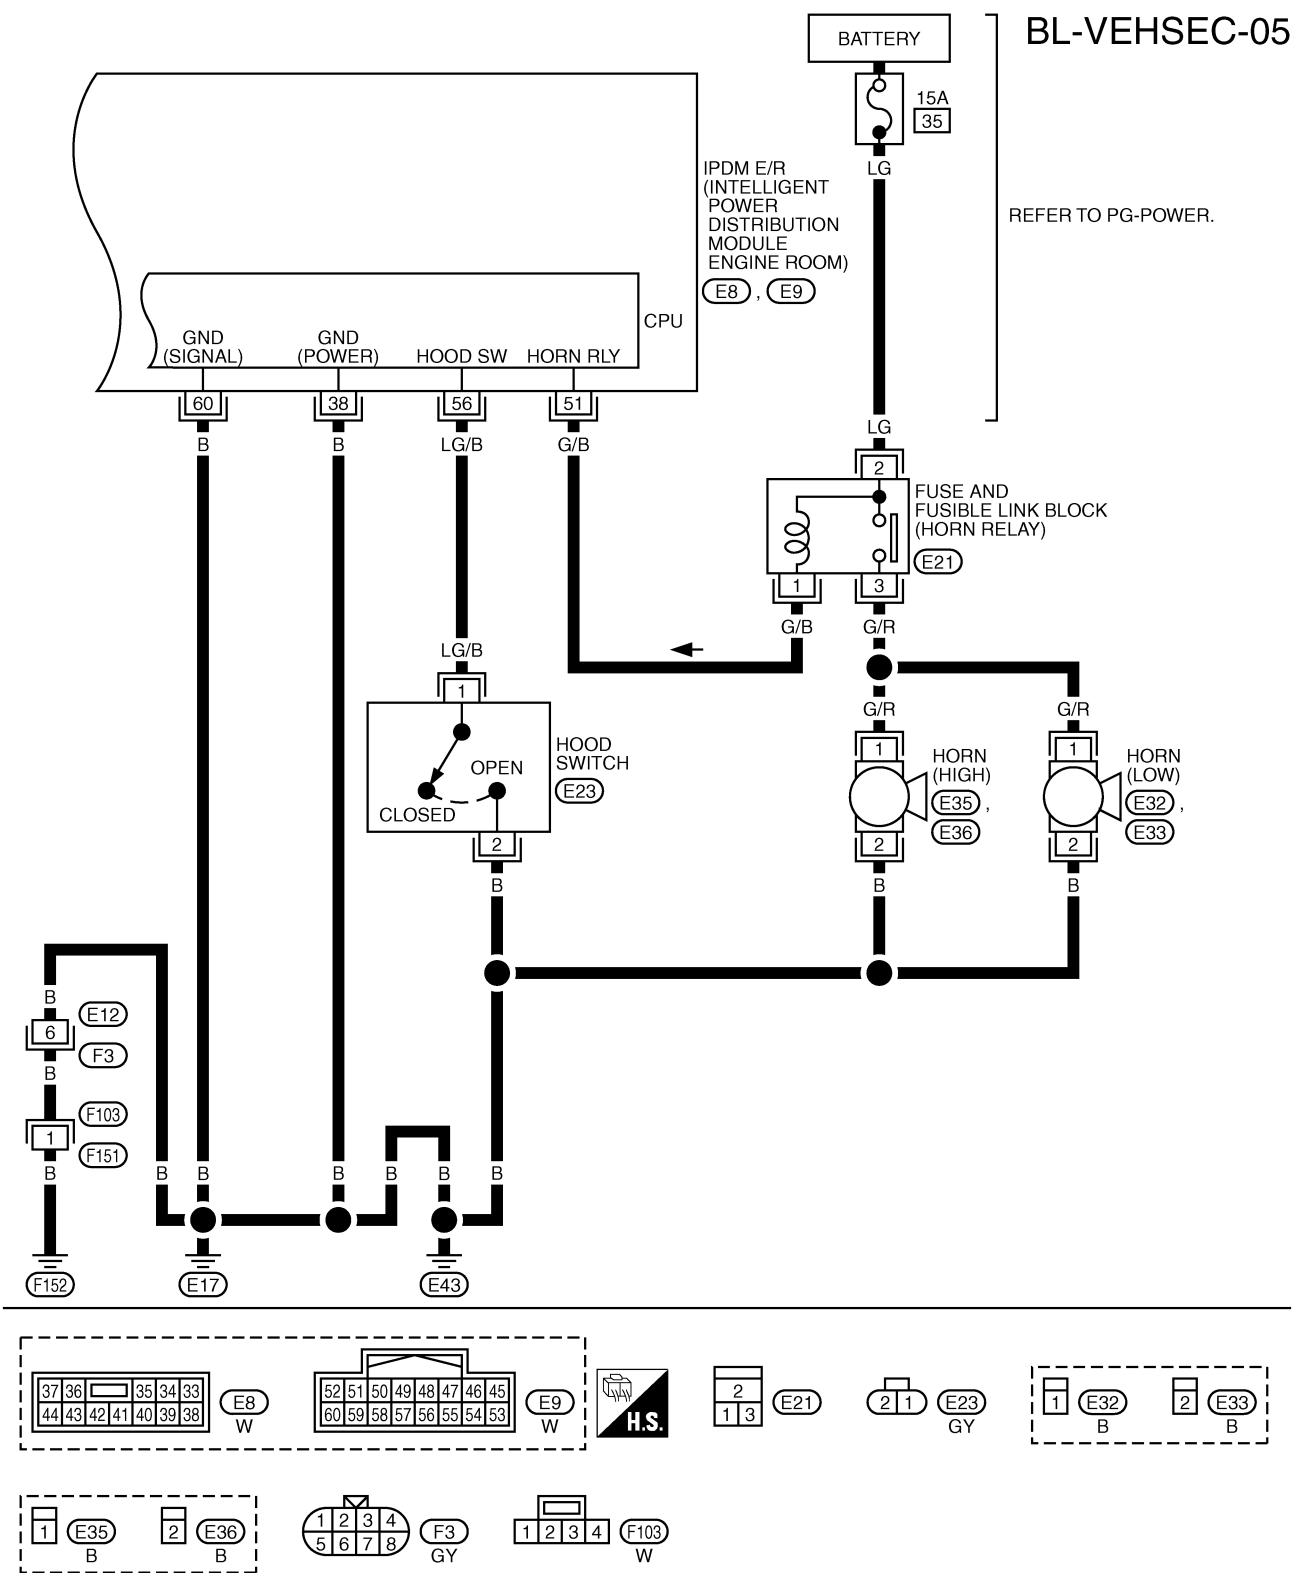 BL-VEHSEC-05
BATTERY
15A
35
LG
REFER TO PG-POWER.
IPDM E/R
(INTELLIGENT
POWER
DISTRIBUTION
MODULE
ENGINE ROOM)
E8 , E9
CPU
GND
(SIGNAL)
GND
(POWER)
HOOD SW
HORN RLY
60
38
56
51
B
B
LG/B
G/B
LG
2
FUSE AND
FUSIBLE LINK BLOCK
(HORN RELAY)
E21
1
3
G/B
G/R
LG/B
1
HOOD
SWITCH
E23
OPEN
CLOSED
2
B
G/R
G/R
1
HORN
(HIGH)
E35 ,
E36
2
B
1
HORN
(LOW)
E32 ,
E33
2
B
B
6
E12
F3
B
F103
1
F151
B
B
B
B
B
B
B
F152
E17
E43
37 36 35 34 33
44 43 42 41 40 39 38
E8
W
52 51 50 49 48 47 46 45
60 59 58 57 56 55 54 53
E9
W
H.S.
2
1 3
E21
2 1
E23
GY
1
E32
B
2
E33
B
1
E35
B
2
E36
B
1 2 3 4
5 6 7 8
F3
GY
1 2 3 4
F103
W